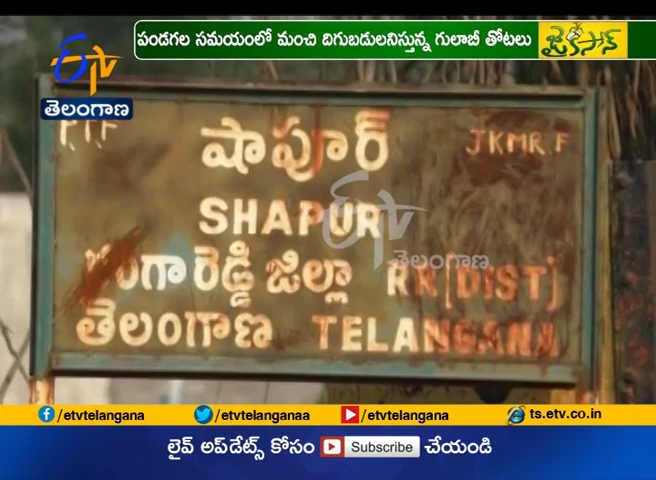 పండగల సమయంలో మంచి దిగుబడులనిస్తున్న గులాబీ తోటలు
జైకిసాన్
ETV
తెలంగాణ
P.T.F
JKMR.F
షాపూర్
SHAPUR
రంగారెడ్డి జిల్లా RR(DIST)
తెలంగాణ TELANGANA
ETV
తెలంగాణ
/etvtelangana
/etvtelanganaa
/etvtelangana
ts.etv.co.in
లైవ్ అప్‌డేట్స్ కోసం Subscribe చేయండి